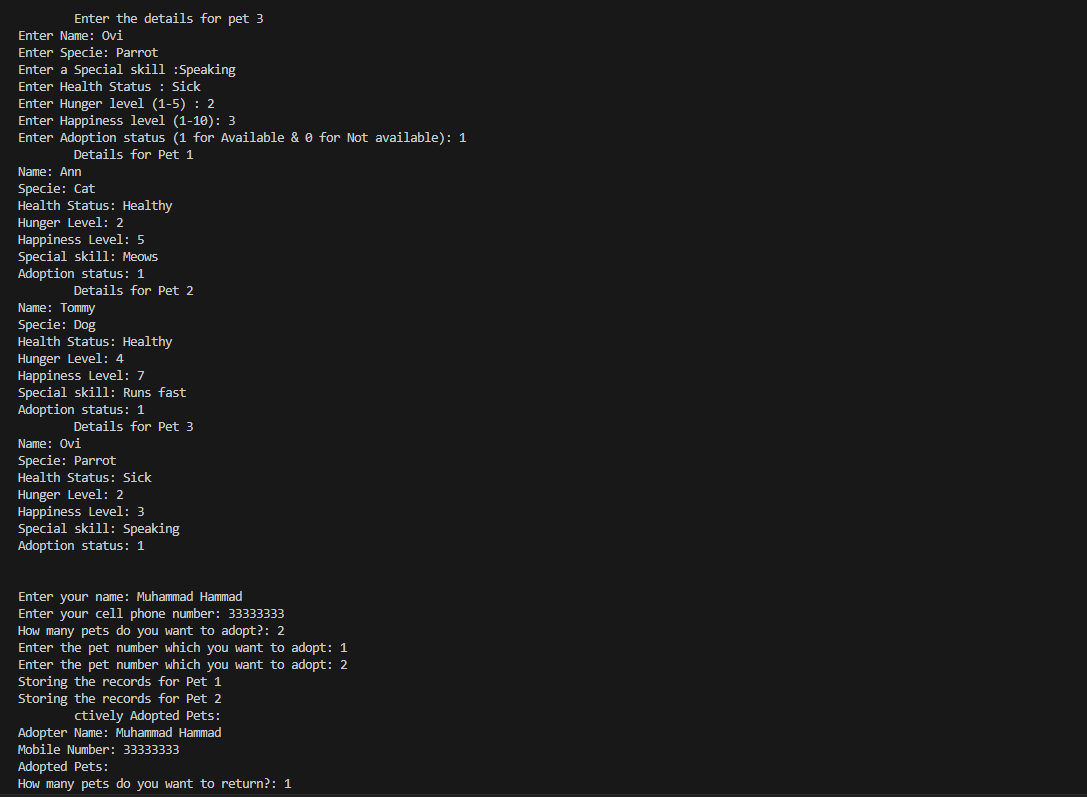 Enter the details for pet 3
Enter Name: Ovi
Enter Specie: Parrot
Enter a Special skill :Speaking
Enter Health Status : Sick
Enter Hunger level (1-5) : 2
Enter Happiness level (1-10): 3
Enter Adoption status (1 for Available & 0 for Not available): 1
Details for Pet 1
Name: Ann
Specie: Cat
Health Status: Healthy
Hunger Level: 2
Happiness Level: 5
Special skill: Meows
Adoption status: 1
Details for Pet 2
Name: Tommy
Specie: Dog
Health Status: Healthy
Hunger Level: 4
Happiness Level: 7
Special skill: Runs fast
Adoption status: 1
Details for Pet 3
Name: Ovi
Specie: Parrot
Health Status: Sick
Hunger Level: 2
Happiness Level: 3
Special skill: Speaking
Adoption status: 1
Enter your name: Muhammad Hammad
Enter your cell phone number: 33333333
How many pets do you want to adopt?: 2
Enter the pet number which you want to adopt: 1
Enter the pet number which you want to adopt: 2
Storing the records for Pet 1
Storing the records for Pet 2
ctively Adopted Pets:
Adopter Name: Muhammad Hammad
Mobile Number: 33333333
Adopted Pets:
How many pets do you want to return?: 1